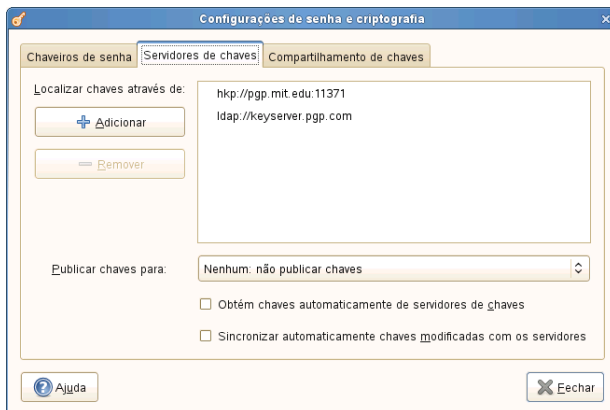 Configurações de senha e criptografia
Chaveiros de senha
Servidores de chaves
Compartilhamento de chaves
Localizar chaves através de:
Adicionar
Remover
hkp://pgp.mit.edu:11371
ldap://keyserver.pgp.com
Publicar chaves para:
Nenhum: não publicar chaves
Obtém chaves automaticamente de servidores de chaves
Sincronizar automaticamente chaves modificadas com os servidores
Ajuda
Fechar